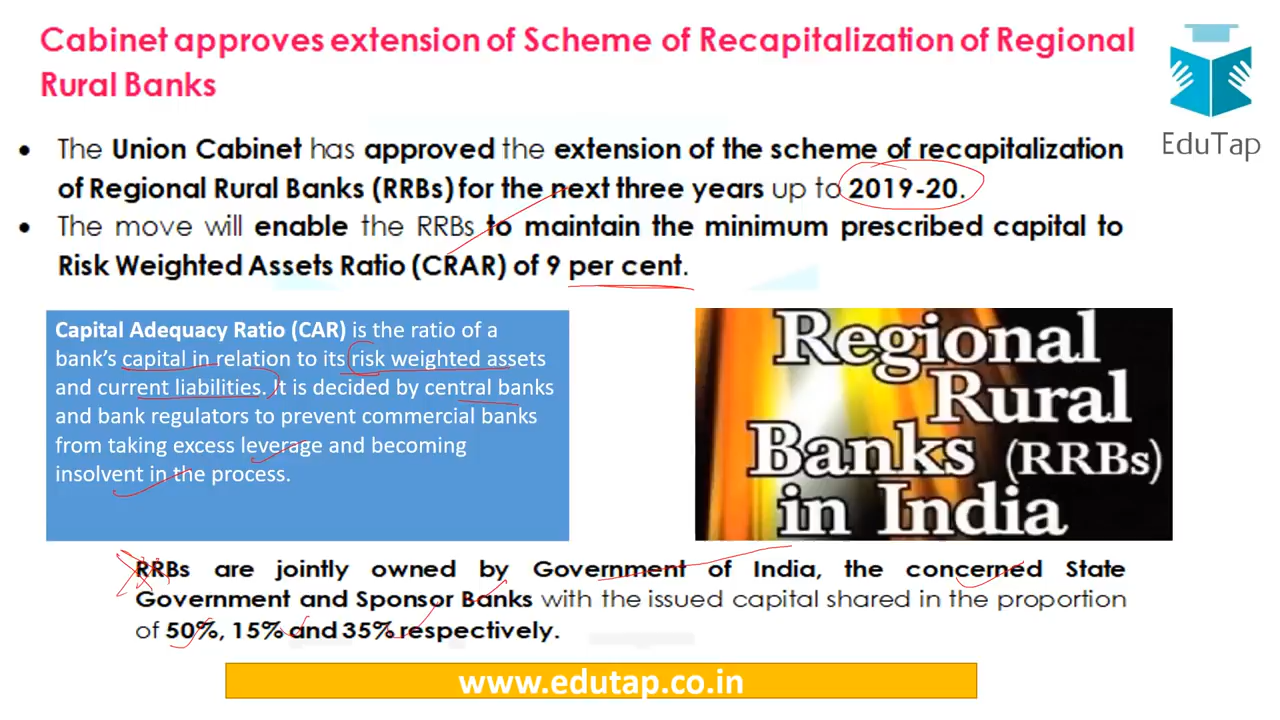 Cabinet approves extension of Scheme of Recapitalization of Regional
Rural Banks
EduTap
• The Union Cabinet has approved the extension of the scheme of recapitalization
of Regional Rural Banks (RRBs) for the next three years up to 2019-20.
• The move will enable the RRBs to maintain the minimum prescribed capital to
Risk Weighted Assets Ratio (CRAR) of 9 per cent.
Capital Adequacy Ratio (CAR) is the ratio of a
bank's capital in relation to its risk weighted assets
and current liabilities. It is decided by central banks
and bank regulators to prevent commercial banks
from taking excess leverage and becoming
insolvent in the process.
Regional
Rural
Banks (RRBs)
in India
RRBs are jointly owned by Government of India, the concerned State
Government and Sponsor Banks with the issued capital shared in the proportion
of 50%, 15% and 35% respectively.
www.edutap.co.in